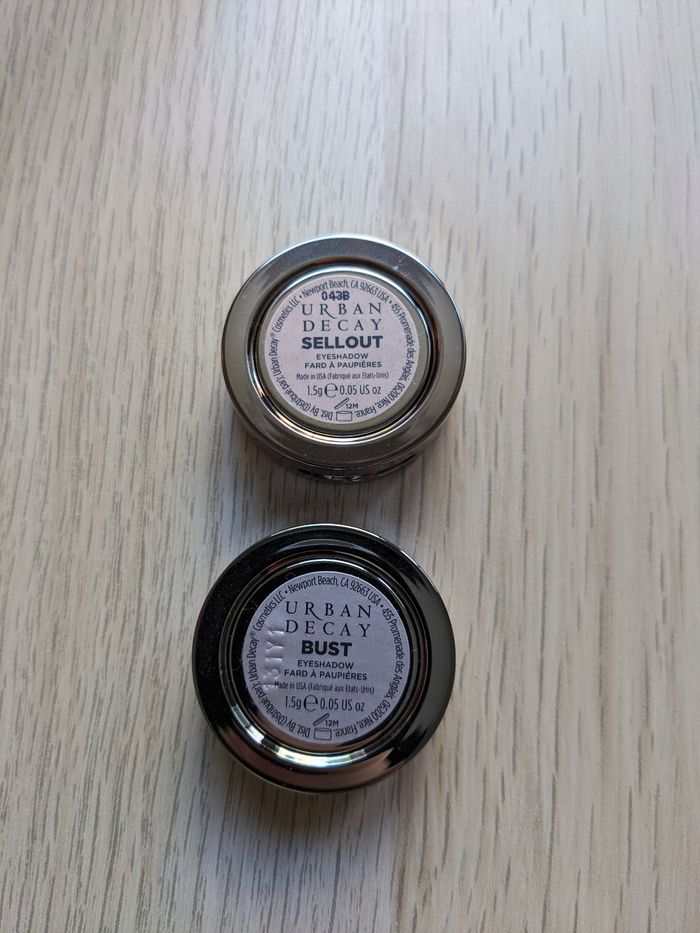 043B
URBAN
DECAY
SELLOUT
EYESHADOW
FARD À PAUPIÈRES
Made in USA (Fabriqué aux Etats-Unis)
1.5g ℮ 0.05 US oz
12M
Dist. By (Distribué par): Urban Decay® Cosmetics LLC • Newport Beach, CA 92663 USA • 455 Promenade des Anglais, 06200 Nice, France.
URBAN
DECAY
BUST
EYESHADOW
FARD À PAUPIÈRES
Made in USA (Fabriqué aux Etats-Unis)
1.5g ℮ 0.05 US oz
12M
Dist. By (Distribué par): Urban Decay® Cosmetics LLC • Newport Beach, CA 92663 USA • 455 Promenade des Anglais, 06200 Nice, France.